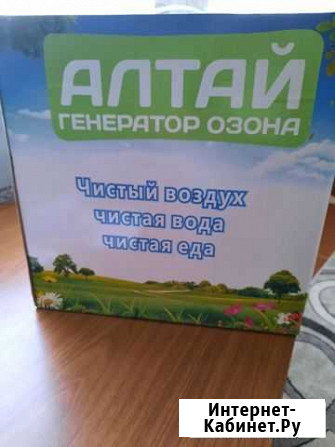 АЛТАЙ
ГЕНЕРАТОР ОЗОНА
Чистый воздух
чистая вода
чистая еда
Интернет-
Кабинет.Ру